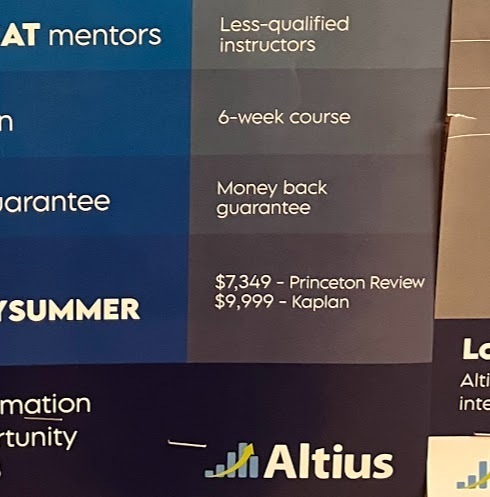 AT mentors
Less-qualified
instructors
n
6-week course
uarantee
Money back
guarantee
YSUMMER
$7,349 - Princeton Review
$9,999 - Kaplan
mation
rtunity
Altius
Lo
Alti
inte